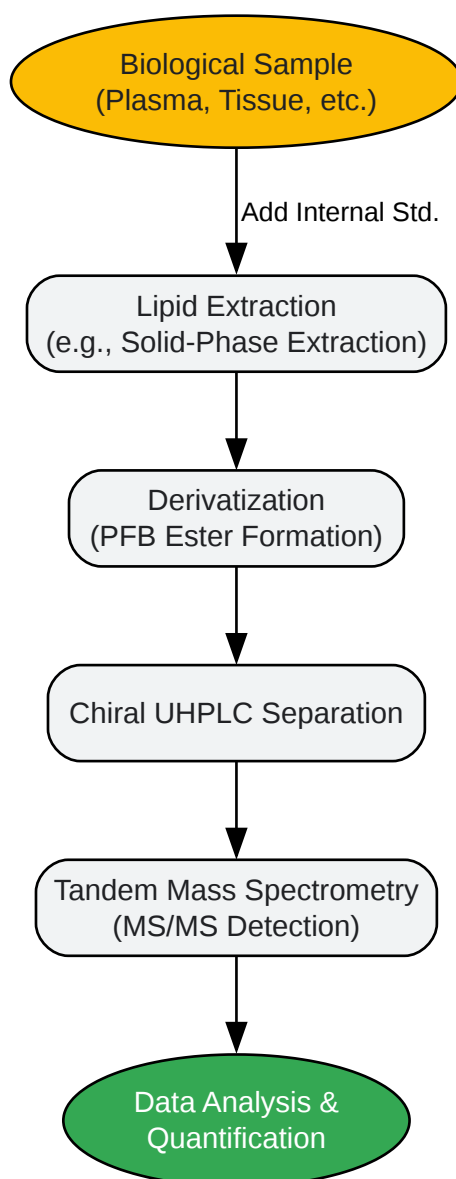 Biological Sample
(Plasma, Tissue, etc.)
Add Internal Std.
Lipid Extraction
(e.g., Solid-Phase Extraction)
Derivatization
(PFB Ester Formation)
Chiral UHPLC Separation
Tandem Mass Spectrometry
(MS/MS Detection)
Data Analysis &
Quantification